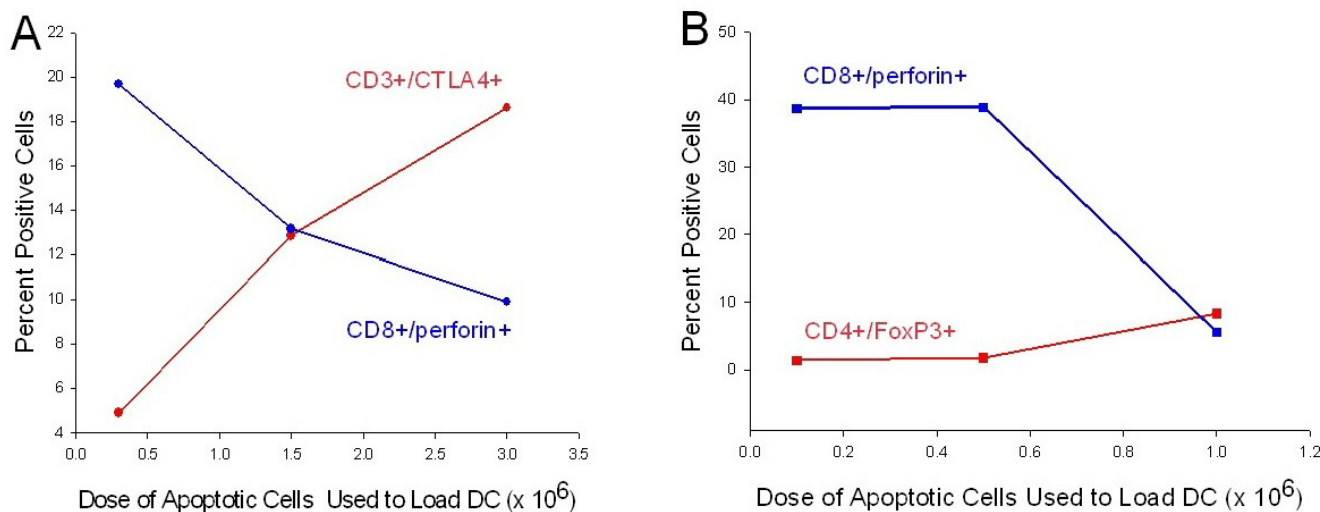 A
22
20
18
16
14
12
10
8
6
4
Percent Positive Cells
CD3+/CTLA4+
CD8+/perforin+
0.0 0.5 1.0 1.5 2.0 2.5 3.0 3.5
Dose of Apoptotic Cells Used to Load DC (x 10⁶)
B
50
40
30
20
10
0
Percent Positive Cells
CD8+/perforin+
CD4+/FoxP3+
0.0 0.2 0.4 0.6 0.8 1.0 1.2
Dose of Apoptotic Cells Used to Load DC (x 10⁶)